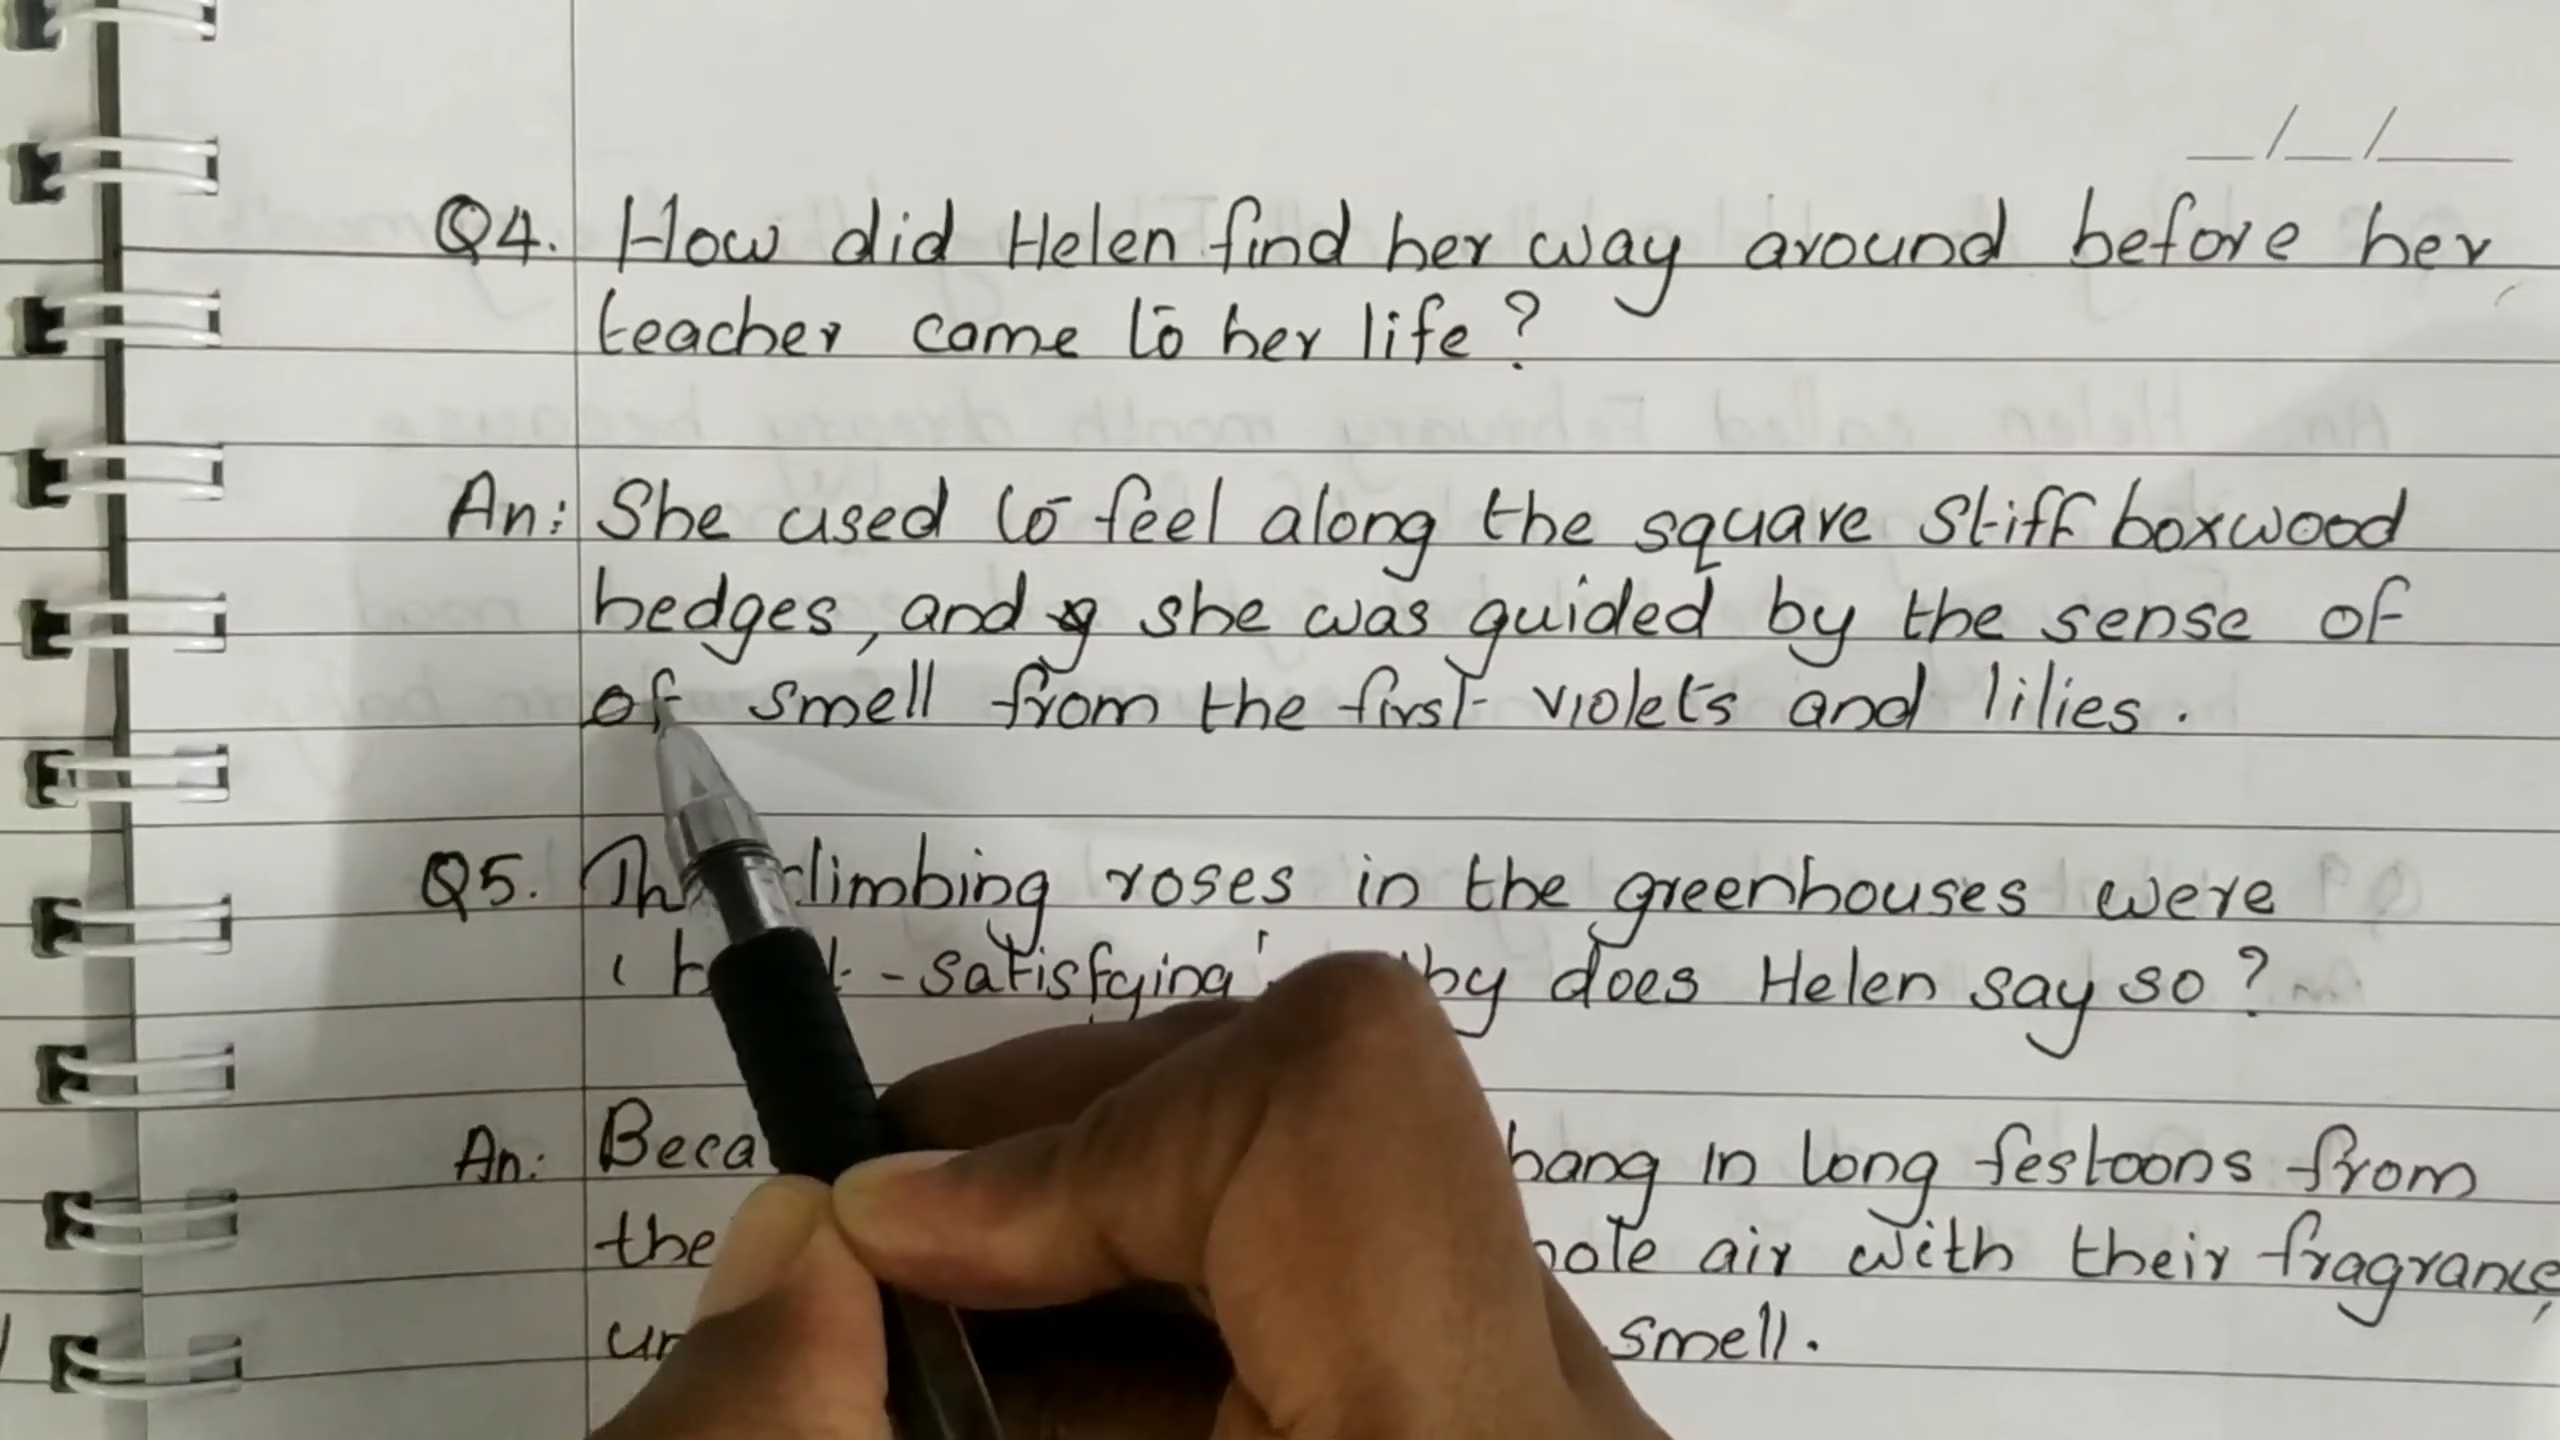 Q4. How did Helen find her way around before her
teacher came to her life?
An: She used to feel along the square stiff boxwood
hedges, and she was guided by the sense of
of smell from the first violets and lilies.
Q5. climbing roses in the greenhouses were
-satisfying' does Helen say so?
An: hang in long festoons from
the air with their fragrance,
smell.